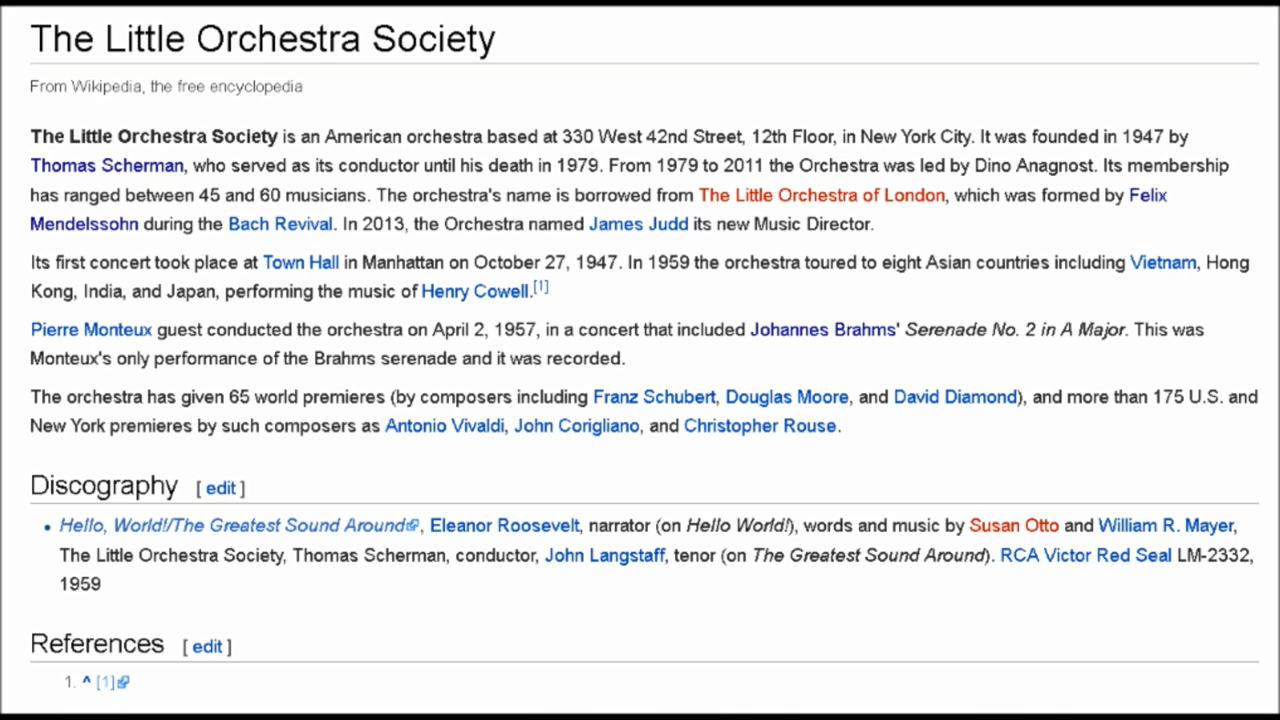 The Little Orchestra Society
From Wikipedia, the free encyclopedia
The Little Orchestra Society is an American orchestra based at 330 West 42nd Street, 12th Floor, in New York City. It was founded in 1947 by
Thomas Scherman, who served as its conductor until his death in 1979. From 1979 to 2011 the Orchestra was led by Dino Anagnost. Its membership
has ranged between 45 and 60 musicians. The orchestra's name is borrowed from The Little Orchestra of London, which was formed by Felix
Mendelssohn during the Bach Revival. In 2013, the Orchestra named James Judd its new Music Director.
Its first concert took place at Town Hall in Manhattan on October 27, 1947. In 1959 the orchestra toured to eight Asian countries including Vietnam, Hong
Kong, India, and Japan, performing the music of Henry Cowell.[1]
Pierre Monteux guest conducted the orchestra on April 2, 1957, in a concert that included Johannes Brahms' Serenade No. 2 in A Major. This was
Monteux's only performance of the Brahms serenade and it was recorded.
The orchestra has given 65 world premieres (by composers including Franz Schubert, Douglas Moore, and David Diamond), and more than 175 U.S. and
New York premieres by such composers as Antonio Vivaldi, John Corigliano, and Christopher Rouse.
Discography [ edit ]
• Hello, World!/The Greatest Sound Around, Eleanor Roosevelt, narrator (on Hello World!), words and music by Susan Otto and William R. Mayer,
The Little Orchestra Society, Thomas Scherman, conductor, John Langstaff, tenor (on The Greatest Sound Around). RCA Victor Red Seal LM-2332,
1959
References [ edit ]
1. ^ [1]